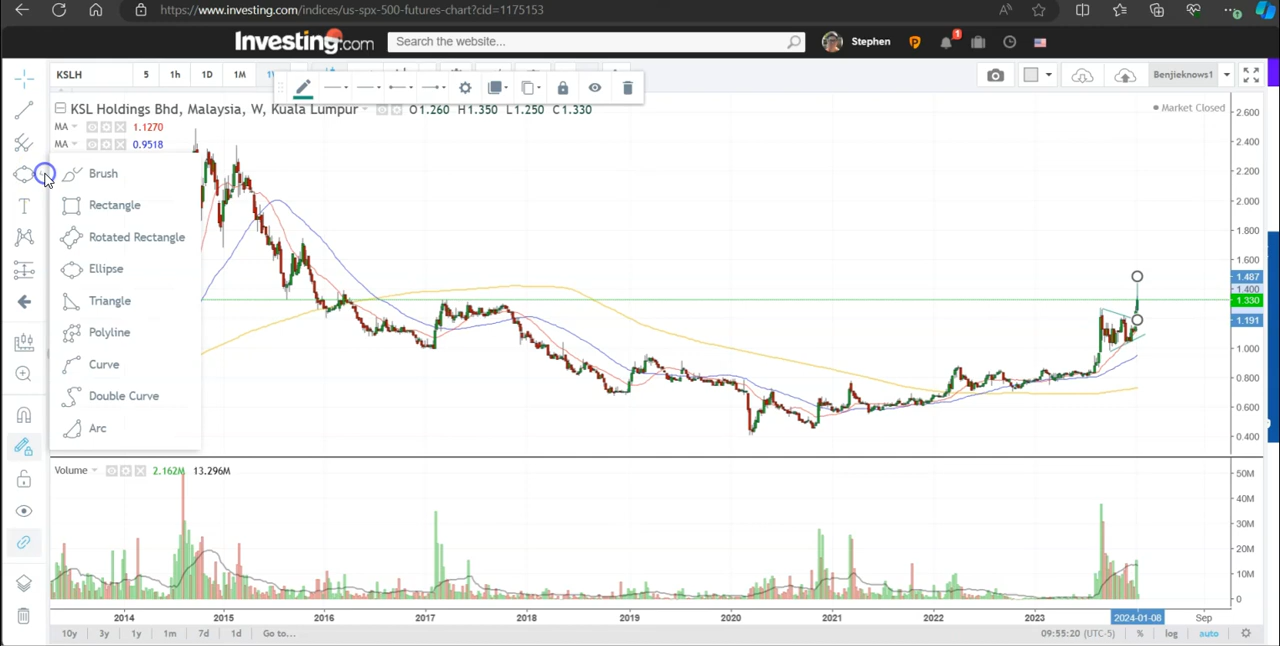 https://www.investing.com/indices/us-spx-500-futures-chart?cid=1175153
Investing.com
Search the website...
Stephen
1
KSLH
5
1h
1D
1M
1W
Benjieknows1
KSL Holdings Bhd, Malaysia, W, Kuala Lumpur
O1.260 H1.350 L1.250 C1.330
Market Closed
MA
1.1270
MA
0.9518
Brush
Rectangle
Rotated Rectangle
Ellipse
Triangle
Polyline
Curve
Double Curve
Arc
2.600
2.400
2.200
2.000
1.800
1.600
1.487
1.400
1.330
1.191
1.000
0.800
0.600
0.400
Volume
2.162M
13.296M
50M
40M
30M
20M
10M
0
2014
2015
2016
2017
2018
2019
2020
2021
2022
2023
2024-01-08
Sep
10y
3y
1y
1m
7d
1d
Go to...
09:55:20 (UTC-5)
%
log
auto